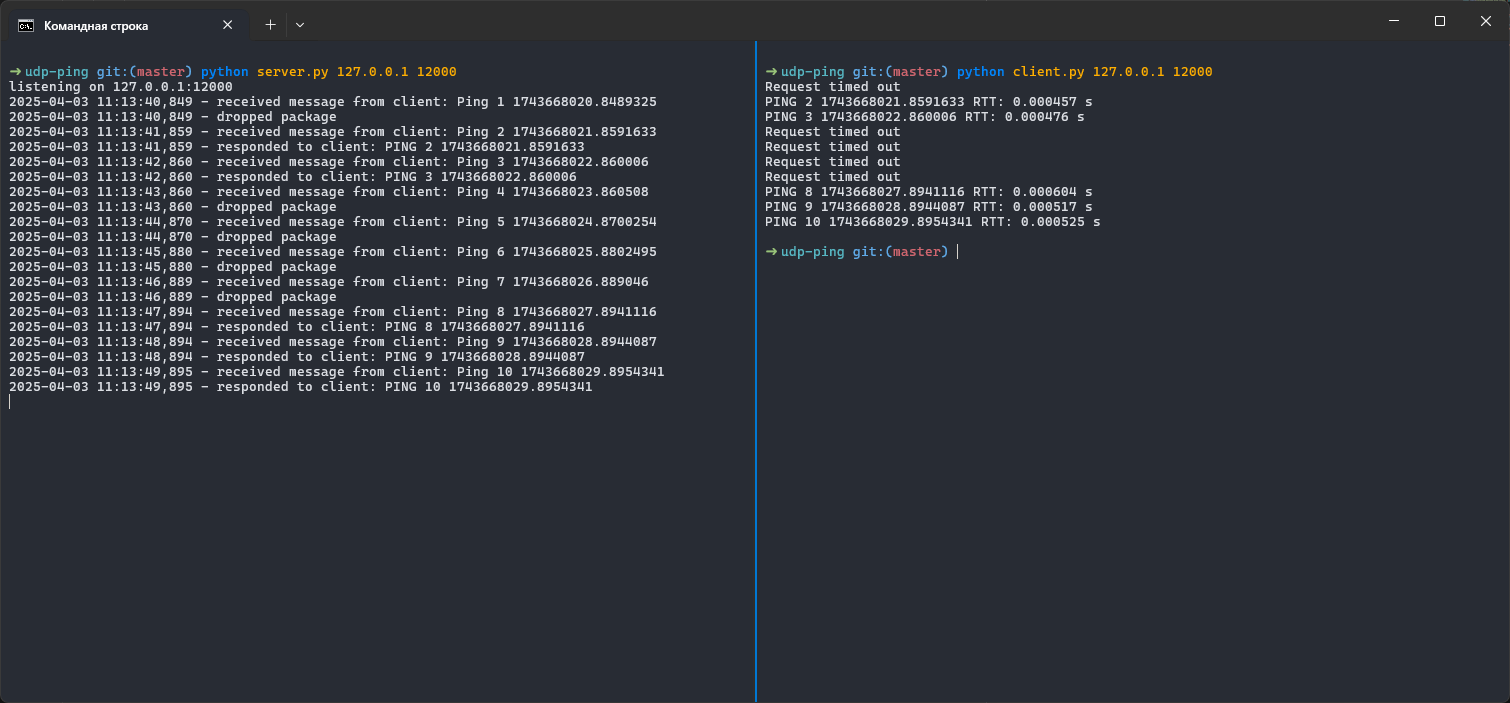 Командная строка
➜ udp-ping git:(master) python server.py 127.0.0.1 12000
listening on 127.0.0.1:12000
2025-04-03 11:13:40,849 - received message from client: Ping 1 1743668020.8489325
2025-04-03 11:13:40,849 - dropped package
2025-04-03 11:13:41,859 - received message from client: Ping 2 1743668021.8591633
2025-04-03 11:13:41,859 - responded to client: PING 2 1743668021.8591633
2025-04-03 11:13:42,860 - received message from client: Ping 3 1743668022.860006
2025-04-03 11:13:42,860 - responded to client: PING 3 1743668022.860006
2025-04-03 11:13:43,860 - received message from client: Ping 4 1743668023.860508
2025-04-03 11:13:43,860 - dropped package
2025-04-03 11:13:44,870 - received message from client: Ping 5 1743668024.8700254
2025-04-03 11:13:44,870 - dropped package
2025-04-03 11:13:45,880 - received message from client: Ping 6 1743668025.8802495
2025-04-03 11:13:45,880 - dropped package
2025-04-03 11:13:46,889 - received message from client: Ping 7 1743668026.889046
2025-04-03 11:13:46,889 - dropped package
2025-04-03 11:13:47,894 - received message from client: Ping 8 1743668027.8941116
2025-04-03 11:13:47,894 - responded to client: PING 8 1743668027.8941116
2025-04-03 11:13:48,894 - received message from client: Ping 9 1743668028.8944087
2025-04-03 11:13:48,894 - responded to client: PING 9 1743668028.8944087
2025-04-03 11:13:49,895 - received message from client: Ping 10 1743668029.8954341
2025-04-03 11:13:49,895 - responded to client: PING 10 1743668029.8954341
➜ udp-ping git:(master) python client.py 127.0.0.1 12000
Request timed out
PING 2 1743668021.8591633 RTT: 0.000457 s
PING 3 1743668022.860006 RTT: 0.000476 s
Request timed out
Request timed out
Request timed out
Request timed out
PING 8 1743668027.8941116 RTT: 0.000604 s
PING 9 1743668028.8944087 RTT: 0.000517 s
PING 10 1743668029.8954341 RTT: 0.000525 s
➜ udp-ping git:(master)